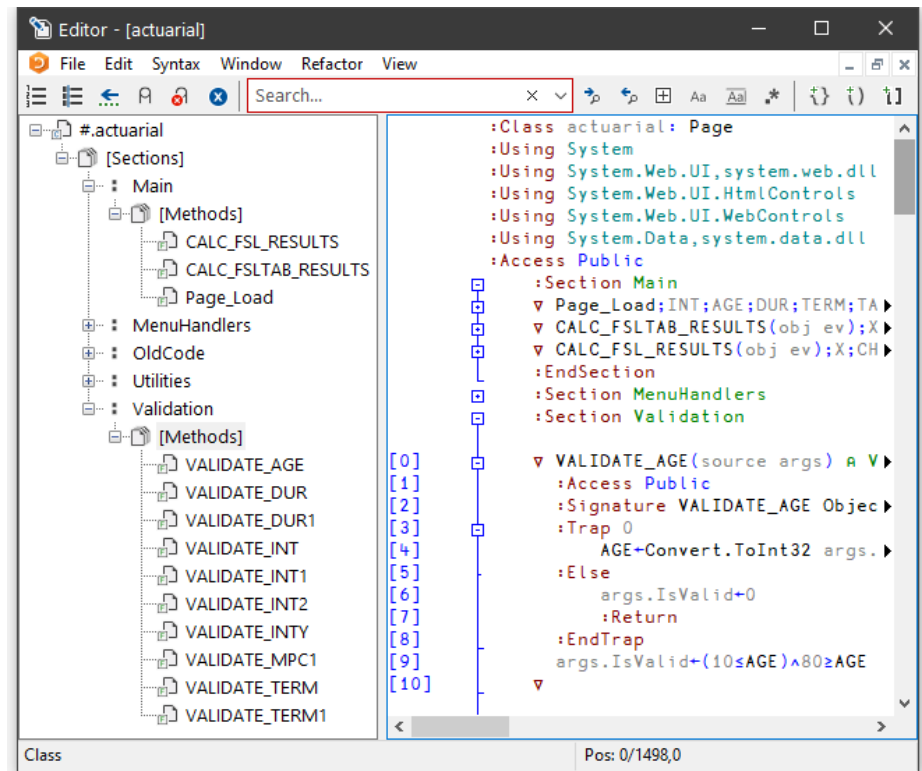 Editor - [actuarial]
File Edit Syntax Window Refactor View
Search...
Aa Aa .* {} () []
#.actuarial
[Sections]
Main
[Methods]
CALC_FSL_RESULTS
CALC_FSLTAB_RESULTS
Page_Load
MenuHandlers
OldCode
Utilities
Validation
[Methods]
VALIDATE_AGE
VALIDATE_DUR
VALIDATE_DUR1
VALIDATE_INT
VALIDATE_INT1
VALIDATE_INT2
VALIDATE_INTY
VALIDATE_MPC1
VALIDATE_TERM
VALIDATE_TERM1
:Class actuarial: Page
:Using System
:Using System.Web.UI,system.web.dll
:Using System.Web.UI.HtmlControls
:Using System.Web.UI.WebControls
:Using System.Data,system.data.dll
:Access Public
:Section Main
∇ Page_Load;INT;AGE;DUR;TERM;TA
∇ CALC_FSLTAB_RESULTS(obj ev);X
∇ CALC_FSL_RESULTS(obj ev);X;CH
:EndSection
:Section MenuHandlers
:Section Validation
[0] ∇ VALIDATE_AGE(source args) ⍝ V
[1] :Access Public
[2] :Signature VALIDATE_AGE Objec
[3] :Trap 0
[4] AGE←Convert.ToInt32 args.
[5] :Else
[6] args.IsValid←0
[7] :Return
[8] :EndTrap
[9] args.IsValid←(10≤AGE)∧80≥AGE
[10] ∇
Class
Pos: 0/1498,0